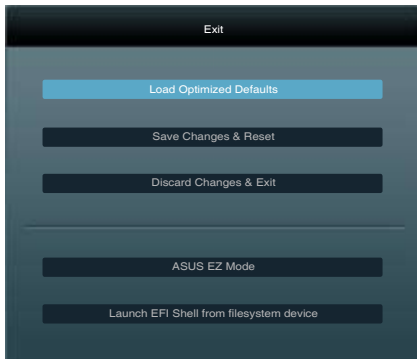 Exit
Load Optimized Defaults
Save Changes & Reset
Discard Changes & Exit
ASUS EZ Mode
Launch EFI Shell from filesystem device